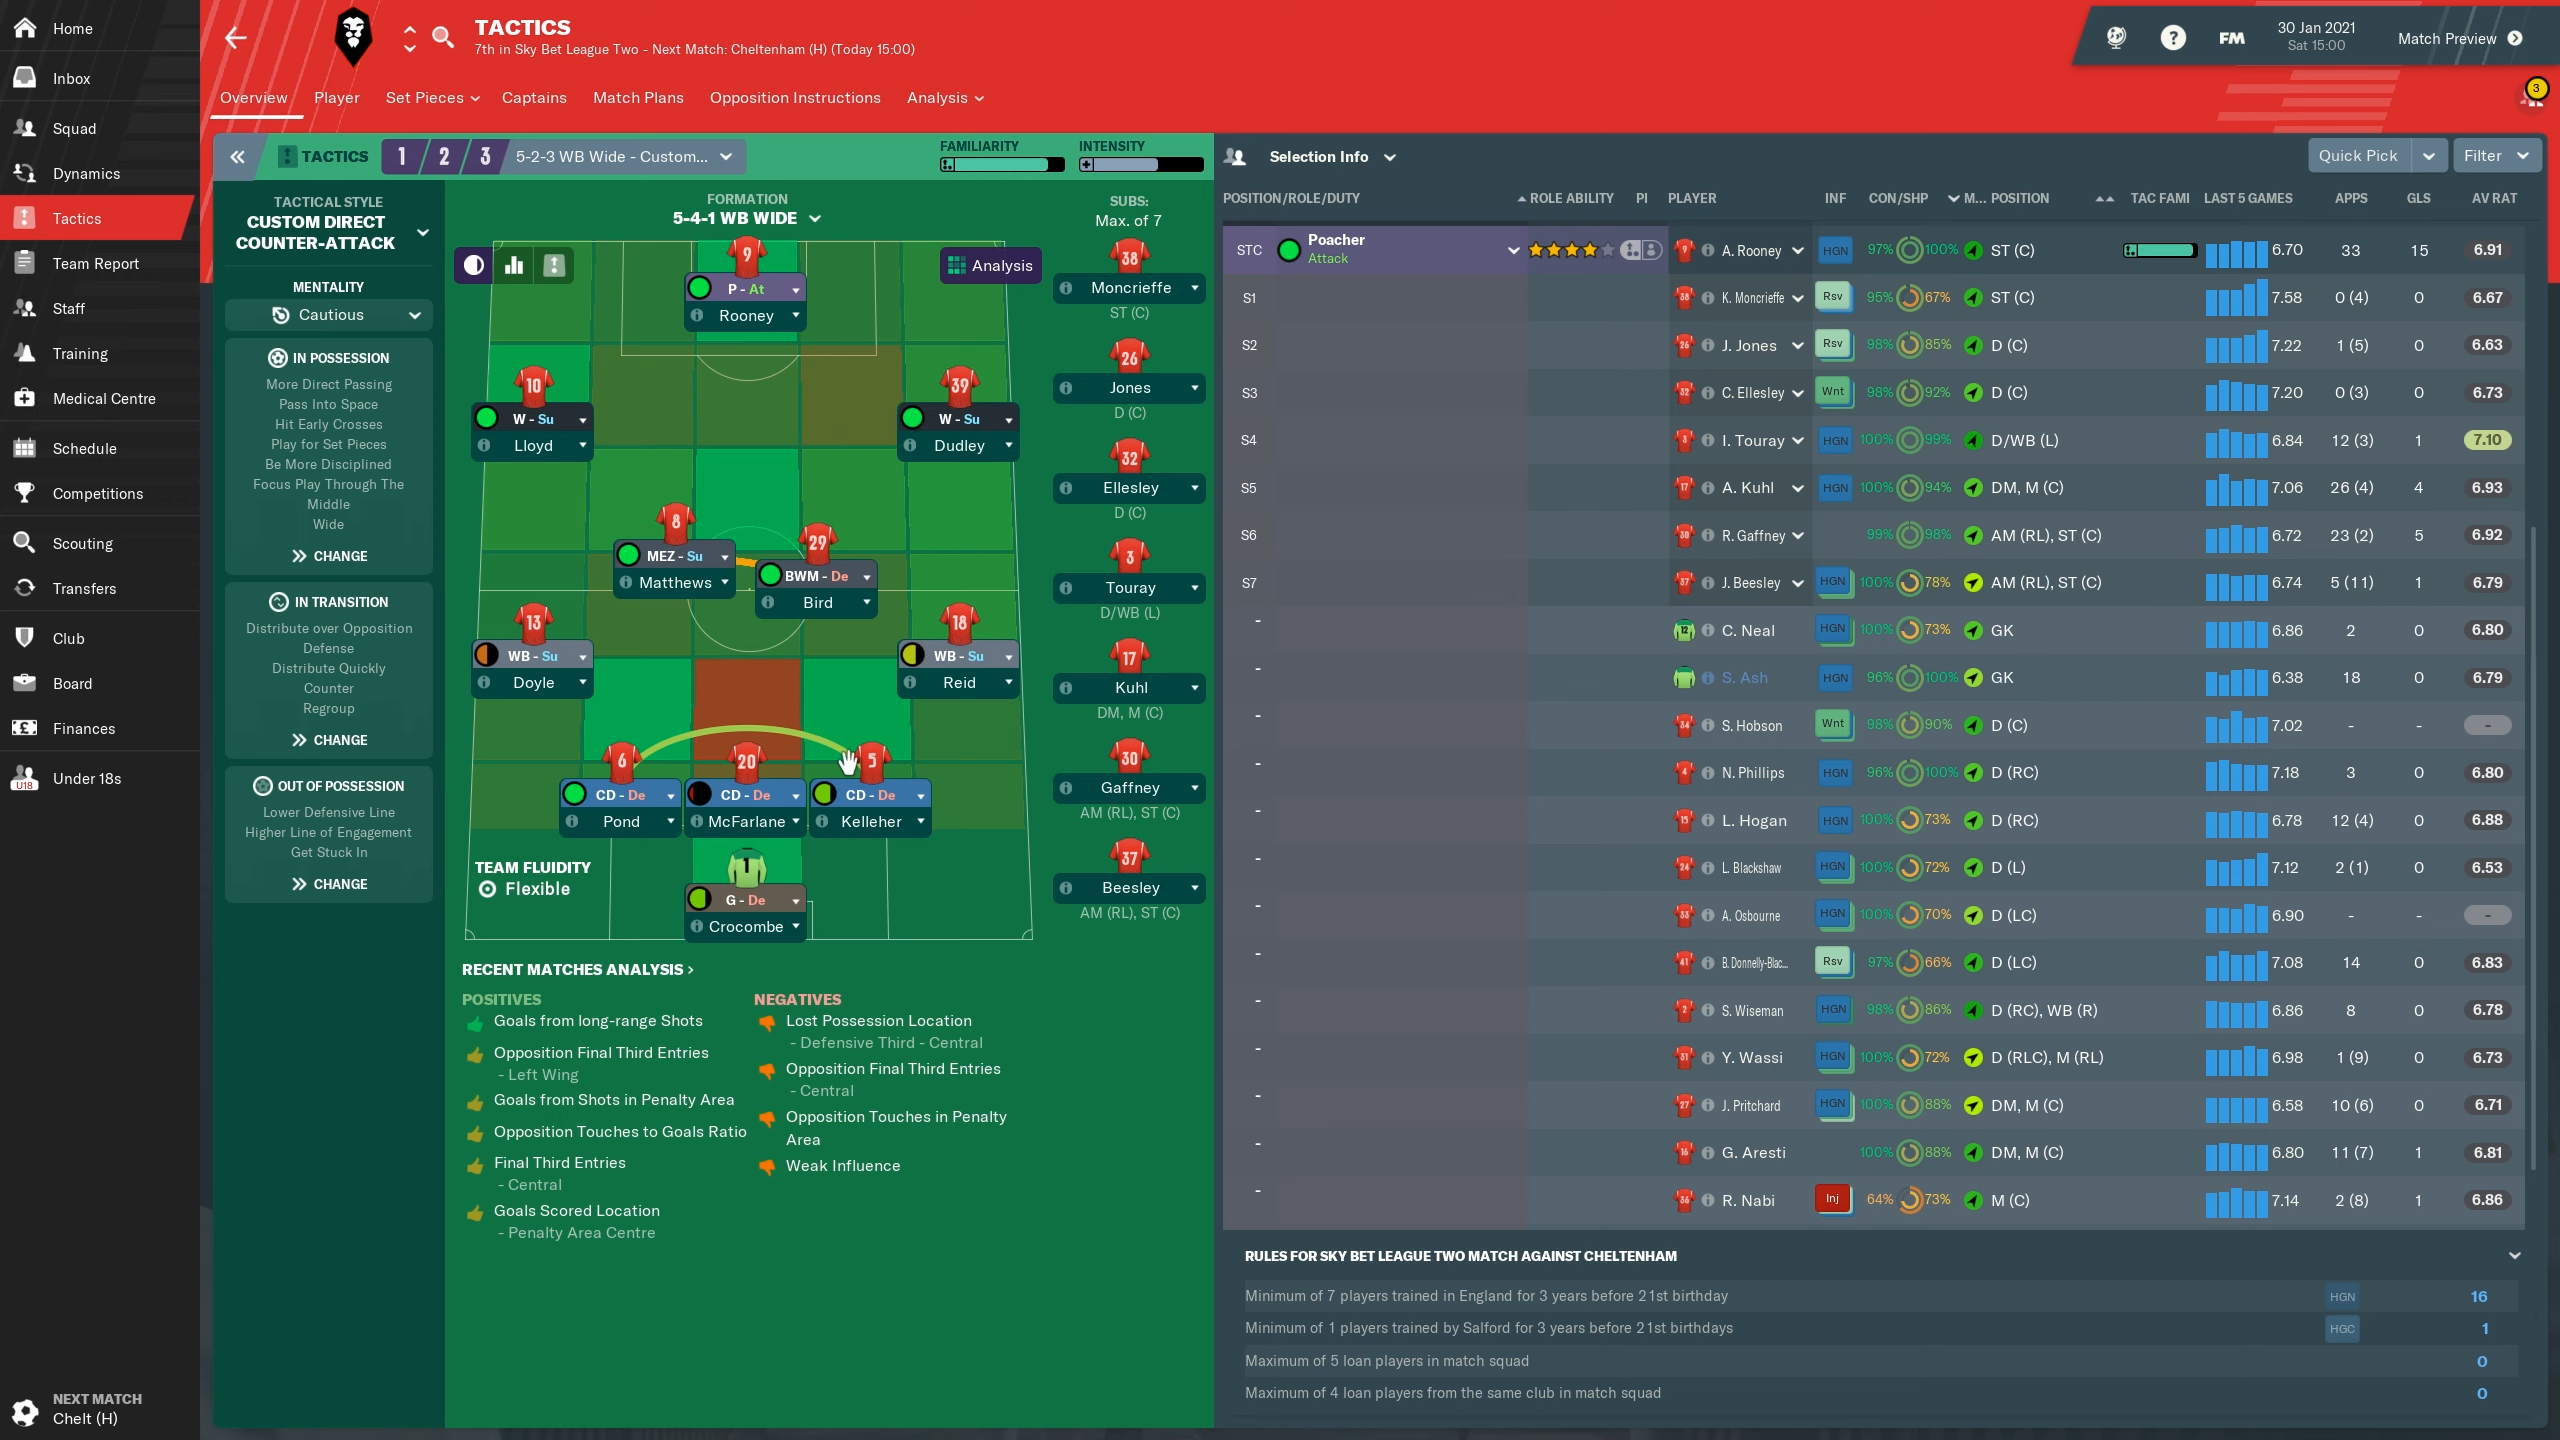 Home
Inbox
Squad
Dynamics
Tactics
Team Report
Staff
Training
Medical Centre
Schedule
Competitions
Scouting
Transfers
Club
Board
Finances
U18 Under 18s
NEXT MATCH
Chelt (H)
TACTICS
7th in Sky Bet League Two - Next Match: Cheltenham (H) (Today 15:00)
? FM 30 Jan 2021
Sat 15:00
Match Preview
Overview Player Set Pieces Captains Match Plans Opposition Instructions Analysis
3
TACTICS 1 2 3 5-2-3 WB Wide - Custom...
FAMILIARITY INTENSITY
TACTICAL STYLE
CUSTOM DIRECT
COUNTER-ATTACK
MENTALITY
Cautious
IN POSSESSION
More Direct Passing
Pass Into Space
Hit Early Crosses
Play for Set Pieces
Be More Disciplined
Focus Play Through The
Middle
Wide
CHANGE
IN TRANSITION
Distribute over Opposition
Defense
Distribute Quickly
Counter
Regroup
CHANGE
OUT OF POSSESSION
Lower Defensive Line
Higher Line of Engagement
Get Stuck In
CHANGE
FORMATION
5-4-1 WB WIDE
Analysis
9
P - At
Rooney
10
W - Su
Lloyd
39
W - Su
Dudley
8
MEZ - Su
Matthews
29
BWM - De
Bird
13
WB - Su
Doyle
18
WB - Su
Reid
6
CD - De
Pond
20
CD - De
McFarlane
5
CD - De
Kelleher
1
G - De
Crocombe
TEAM FLUIDITY
Flexible
SUBS:
Max. of 7
38
Moncrieffe
ST (C)
26
Jones
D (C)
32
Ellesley
D (C)
3
Touray
D/WB (L)
17
Kuhl
DM, M (C)
30
Gaffney
AM (RL), ST (C)
37
Beesley
AM (RL), ST (C)
RECENT MATCHES ANALYSIS >
POSITIVES
Goals from long-range Shots
Opposition Final Third Entries
- Left Wing
Goals from Shots in Penalty Area
Opposition Touches to Goals Ratio
Final Third Entries
- Central
Goals Scored Location
- Penalty Area Centre
NEGATIVES
Lost Possession Location
- Defensive Third - Central
Opposition Final Third Entries
- Central
Opposition Touches in Penalty
Area
Weak Influence
Selection Info
Quick Pick Filter
POSITION/ROLE/DUTY ROLE ABILITY PI PLAYER INF CON/SHP M... POSITION TAC FAMI LAST 5 GAMES APPS GLS AV RAT
STC Poacher Attack 9 A. Rooney HGN 97% 100% ST (C) 6.70 33 15 6.91
S1 38 K. Moncrieffe Rsv 95% 67% ST (C) 7.58 0 (4) 0 6.67
S2 26 J. Jones Rsv 98% 85% D (C) 7.22 1 (5) 0 6.63
S3 32 C. Ellesley Wnt 98% 92% D (C) 7.20 0 (3) 0 6.73
S4 3 I. Touray HGN 100% 99% D/WB (L) 6.84 12 (3) 1 7.10
S5 17 A. Kuhl HGN 100% 94% DM, M (C) 7.06 26 (4) 4 6.93
S6 30 R. Gaffney 99% 98% AM (RL), ST (C) 6.72 23 (2) 5 6.92
S7 37 J. Beesley HGN 100% 78% AM (RL), ST (C) 6.74 5 (11) 1 6.79
- 12 C. Neal HGN 100% 73% GK 6.86 2 0 6.80
- S. Ash HGN 96% 100% GK 6.38 18 0 6.79
- 34 S. Hobson Wnt 98% 90% D (C) 7.02 - - -
- 4 N. Phillips HGN 96% 100% D (RC) 7.18 3 0 6.80
- 15 L. Hogan HGN 100% 73% D (RC) 6.78 12 (4) 0 6.88
- 24 L. Blackshaw HGN 100% 72% D (L) 7.12 2 (1) 0 6.53
- 33 A. Osbourne HGN 100% 70% D (LC) 6.90 - - -
- 41 B. Donnelly-Blac... Rsv 97% 66% D (LC) 7.08 14 0 6.83
- 2 S. Wiseman HGN 98% 86% D (RC), WB (R) 6.86 8 0 6.78
- 31 Y. Wassi HGN 100% 72% D (RLC), M (RL) 6.98 1 (9) 0 6.73
- 27 J. Pritchard HGN 100% 88% DM, M (C) 6.58 10 (6) 0 6.71
- 16 G. Aresti 100% 88% DM, M (C) 6.80 11 (7) 1 6.81
- 36 R. Nabi Inj 64% 73% M (C) 7.14 2 (8) 1 6.86
RULES FOR SKY BET LEAGUE TWO MATCH AGAINST CHELTENHAM
Minimum of 7 players trained in England for 3 years before 21st birthday HGN 16
Minimum of 1 players trained by Salford for 3 years before 21st birthdays HGC 1
Maximum of 5 loan players in match squad 0
Maximum of 4 loan players from the same club in match squad 0